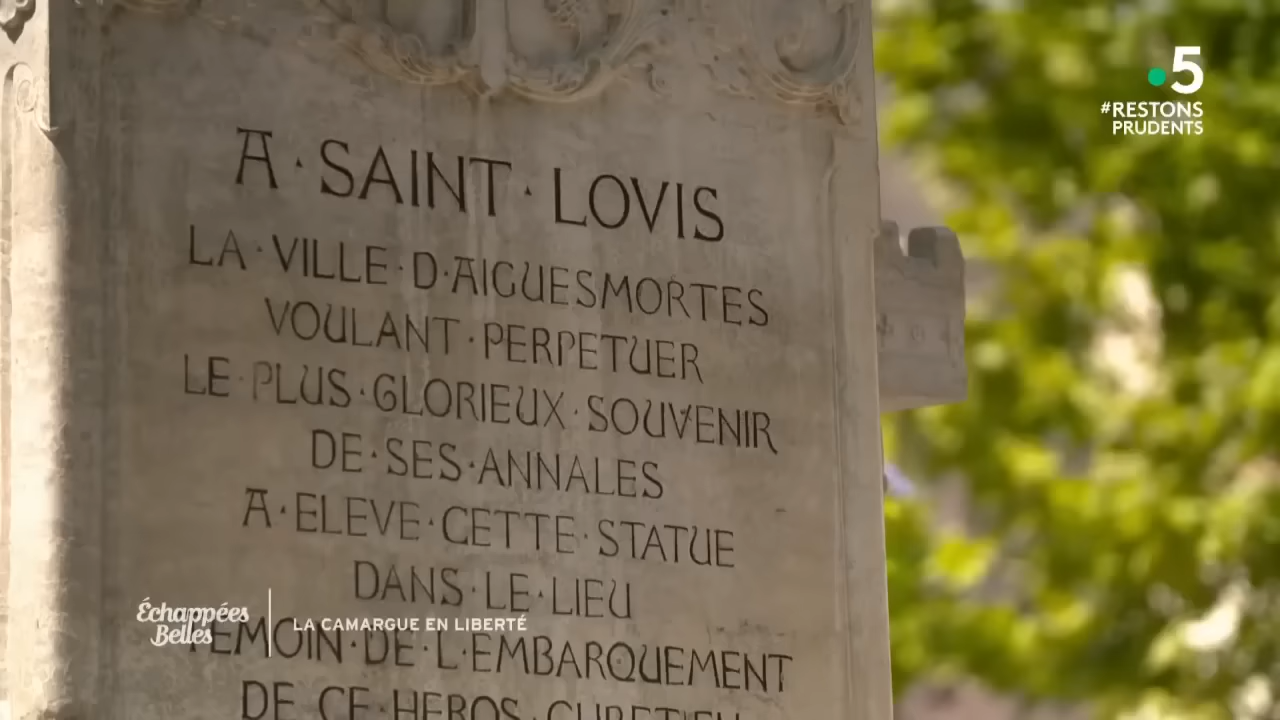 5
#RESTONS
PRUDENTS
A·SAINT·LOVIS
LA·VILLE·D·AIGUESMORTES
VOULANT·PERPETUER
LE·PLUS·GLORIEUX·SOUVENIR
DE·SES·ANNALES
A·ELEVE·CETTE·STATUE
DANS·LE·LIEU
TEMOIN·DE·L·EMBARQUEMENT
DE·CE·HEROS·CHRETIEN
Échappées
Belles
LA CAMARGUE EN LIBERTÉ